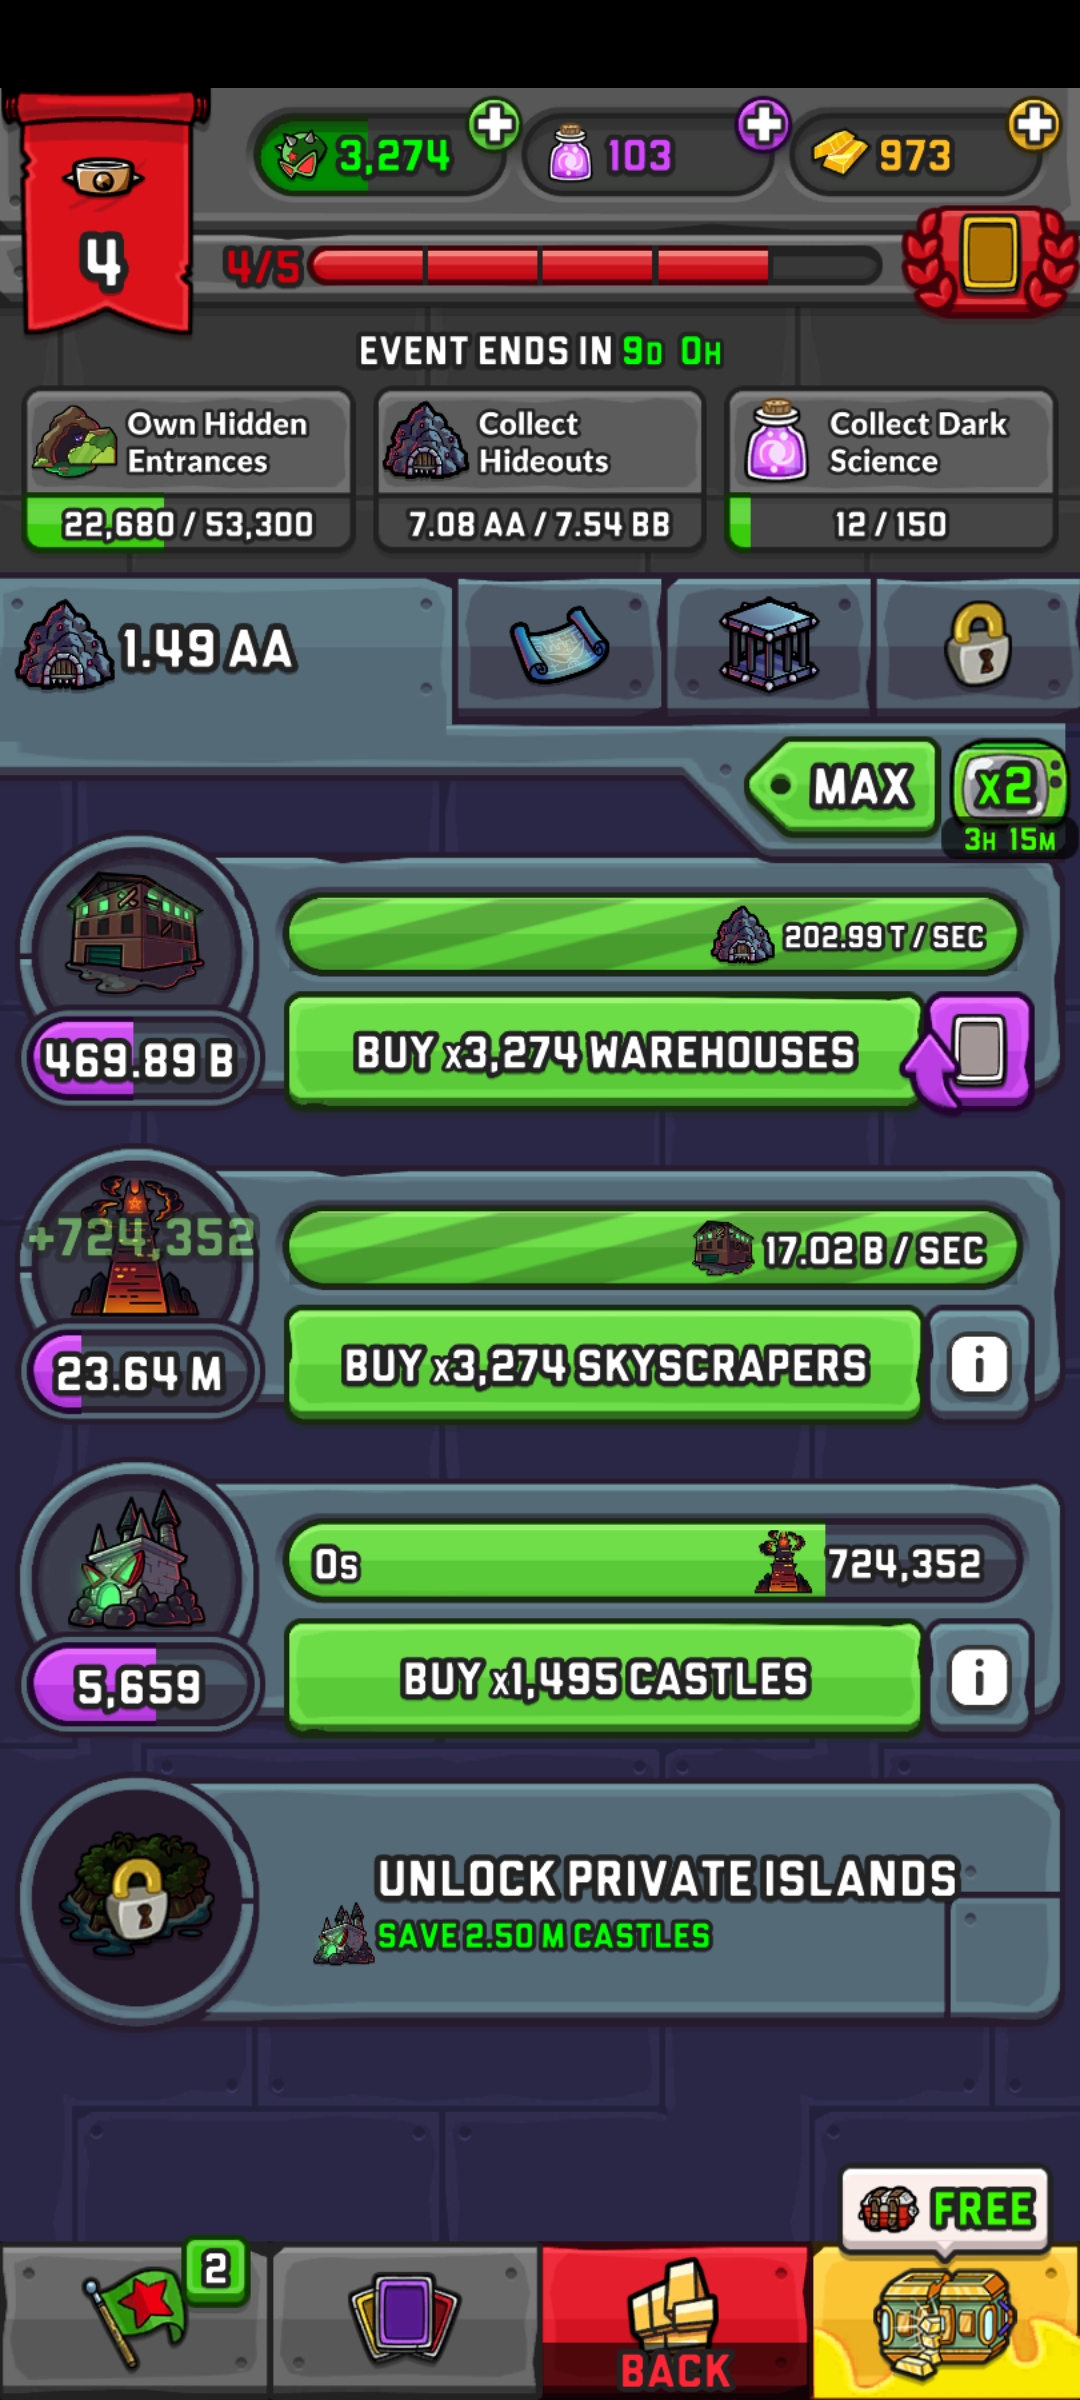 3,274
103
973
4
4/5
EVENT ENDS IN 9D 0H
Own Hidden
Entrances
22,680 / 53,300
Collect
Hideouts
7.08 AA / 7.54 BB
Collect Dark
Science
12 / 150
1.49 AA
MAX
x2
3H 15M
202.99 T / SEC
469.89 B
BUY x3,274 WAREHOUSES
+724,352
17.02 B / SEC
23.64 M
BUY x3,274 SKYSCRAPERS
0s
724,352
5,659
BUY x1,495 CASTLES
UNLOCK PRIVATE ISLANDS
SAVE 2.50 M CASTLES
FREE
2
BACK